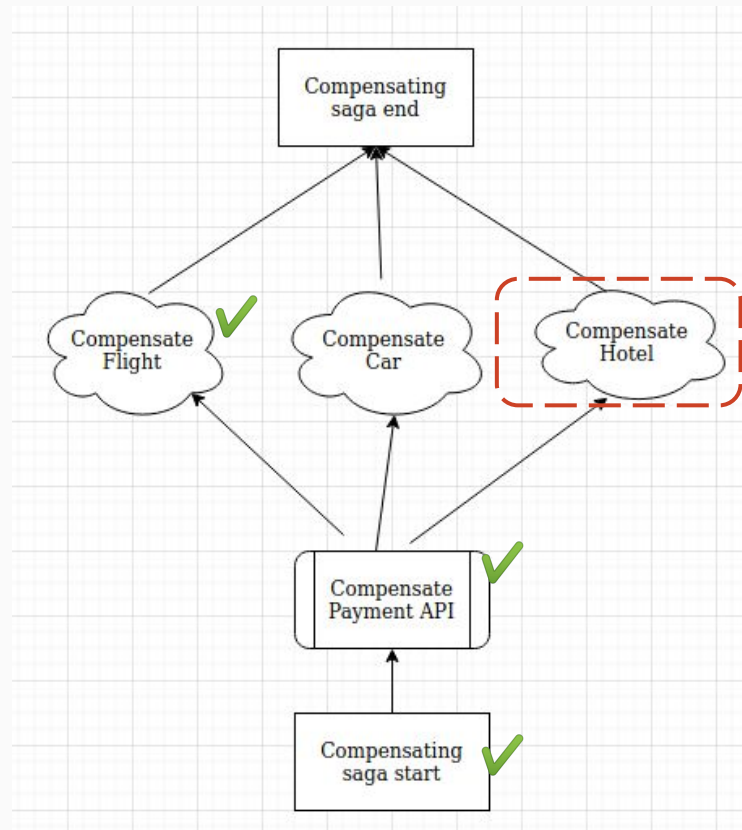 Compensating
saga end
Compensate
Flight
Compensate
Car
Compensate
Hotel
Compensate
Payment API
Compensating
saga start